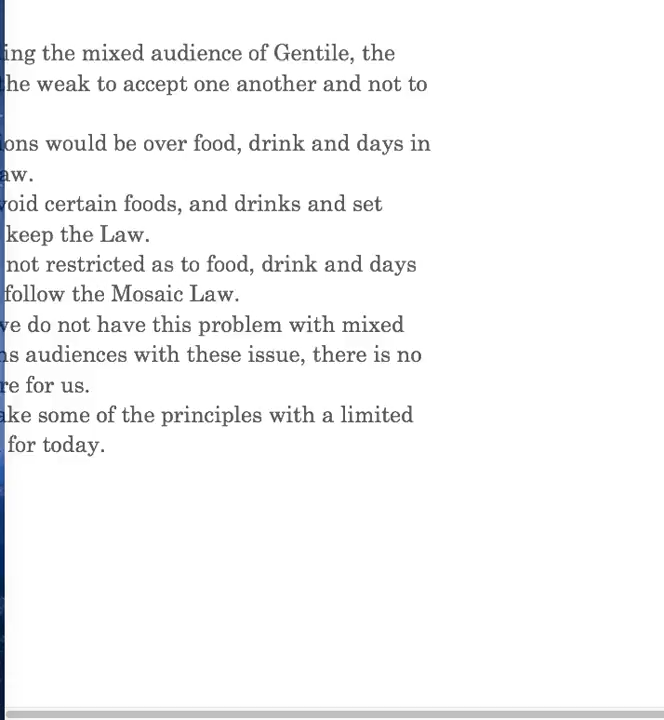 ing the mixed audience of Gentile, the
he weak to accept one another and not to
ons would be over food, drink and days in
aw.
oid certain foods, and drinks and set
keep the Law.
not restricted as to food, drink and days
follow the Mosaic Law.
ve do not have this problem with mixed
ns audiences with these issue, there is no
re for us.
ake some of the principles with a limited
for today.